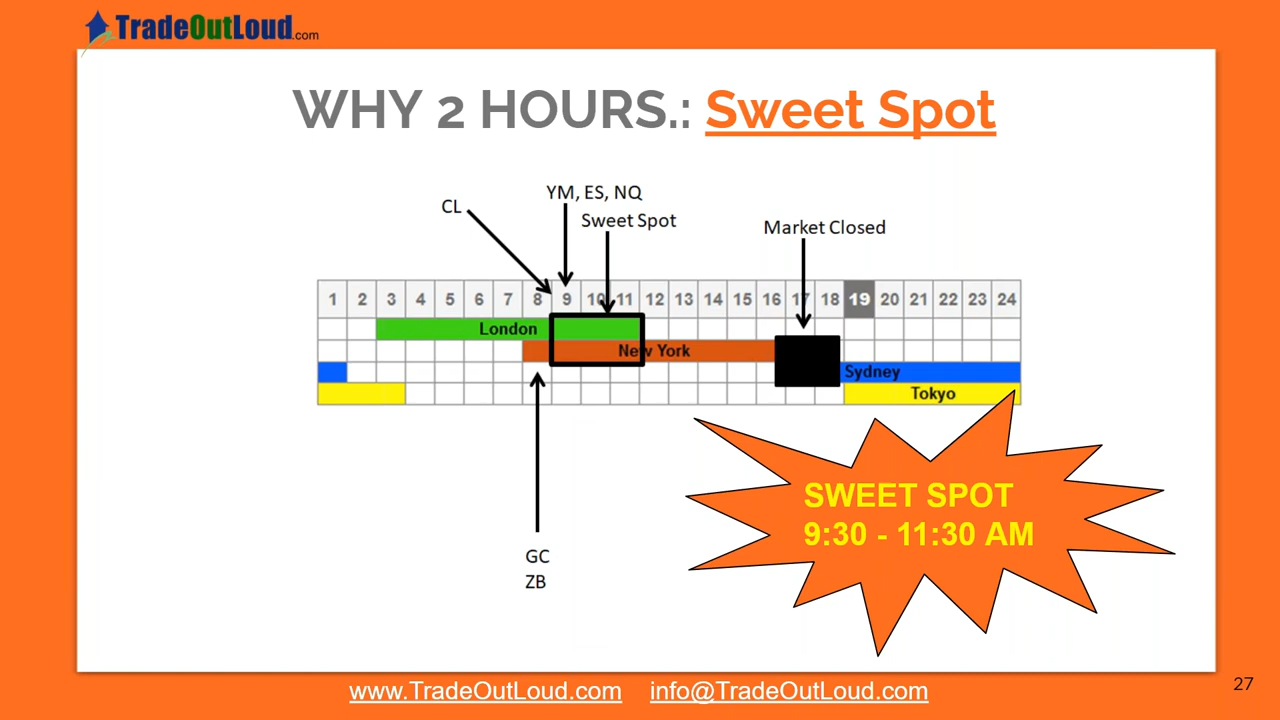 TradeOutLoud.com
WHY 2 HOURS.: Sweet Spot
YM, ES, NQ
CL
Sweet Spot
Market Closed
1 2 3 4 5 6 7 8 9 10 11 12 13 14 15 16 17 18 19 20 21 22 23 24
London
New York
Sydney
Tokyo
SWEET SPOT
9:30 - 11:30 AM
GC
ZB
www.TradeOutLoud.com info@TradeOutLoud.com
27